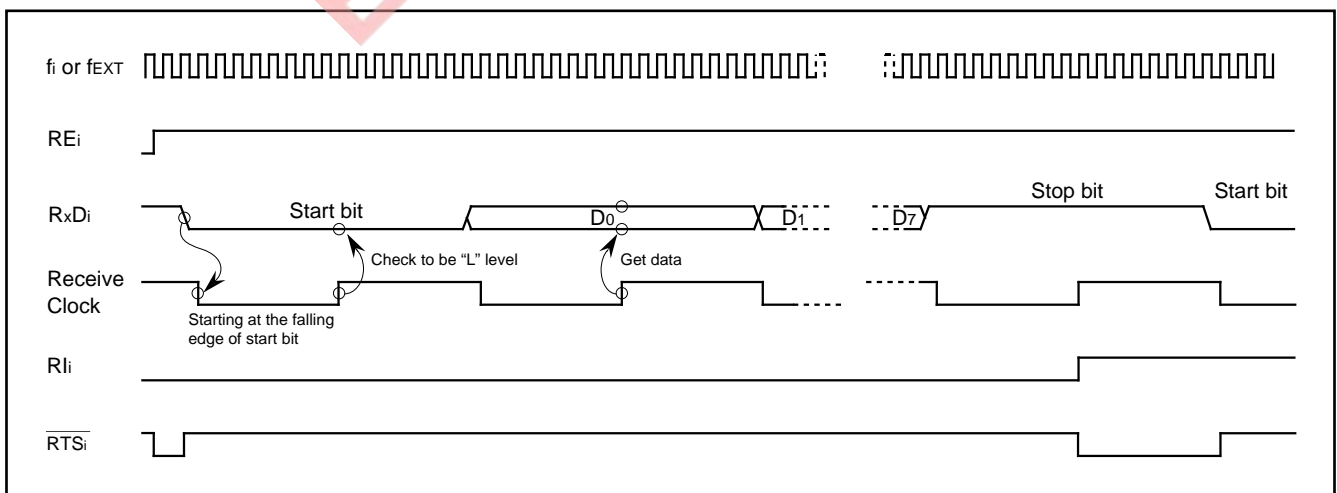 fi or fEXT
REi
RxDi
Start bit
D0
D1
D7
Stop bit
Start bit
Check to be “L” level
Get data
Receive
Clock
Starting at the falling
edge of start bit
RIi
RTSi